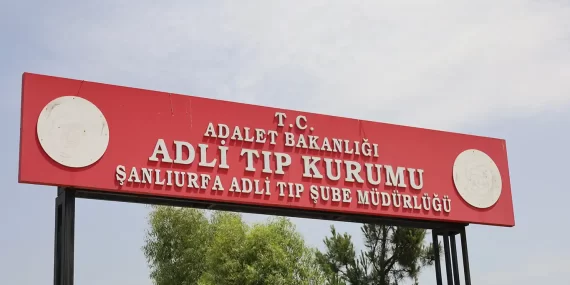 T.C.
ADALET BAKANLIĞI
ADLİ TIP KURUMU
ŞANLIURFA ADLİ TIP ŞUBE MÜDÜRLÜĞÜ